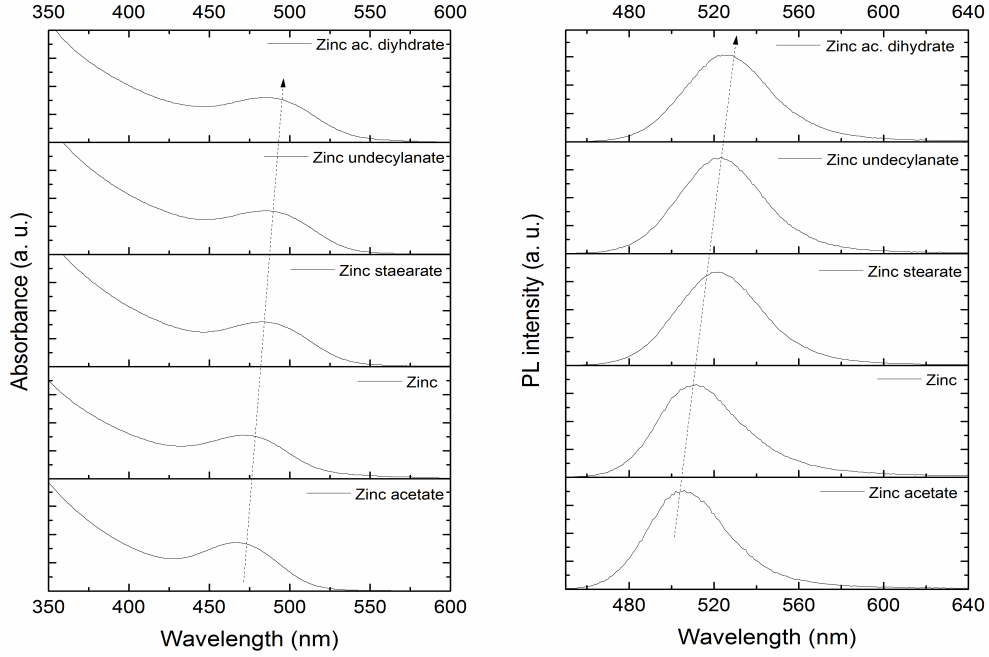 350 400 450 500 550 600
Zinc ac. diyhdrate
Zinc undecylanate
Zinc staearate
Zinc
Zinc acetate
350 400 450 500 550 600
Wavelength (nm)
Absorbance (a. u.)
480 520 560 600 640
Zinc ac. dihydrate
Zinc undecylanate
Zinc stearate
Zinc
Zinc acetate
480 520 560 600 640
Wavelength (nm)
PL intensity (a. u.)